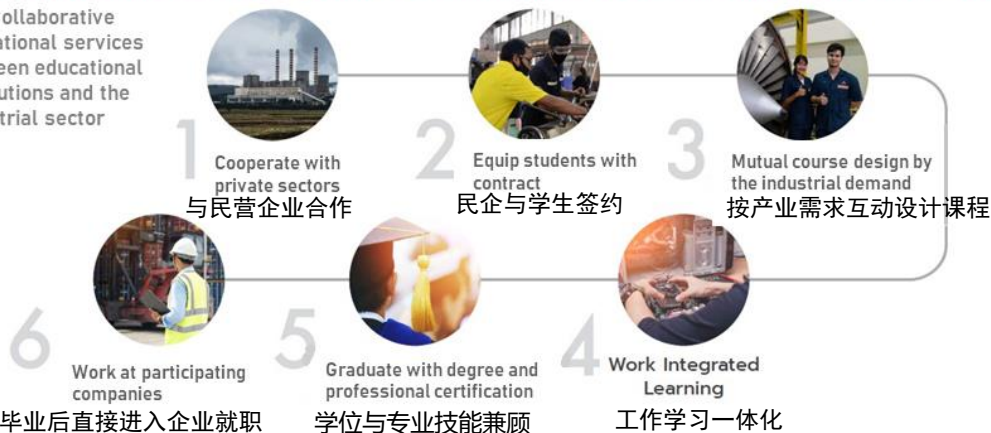 ollaborative
ational services
een educational
utions and the
trial sector
1
Cooperate with
private sectors
与民营企业合作
2
Equip students with
contract
民企与学生签约
3
Mutual course design by
the industrial demand
按产业需求互动设计课程
4
Work Integrated
Learning
工作学习一体化
5
Graduate with degree and
professional certification
学位与专业技能兼顾
6
Work at participating
companies
毕业后直接进入企业就职